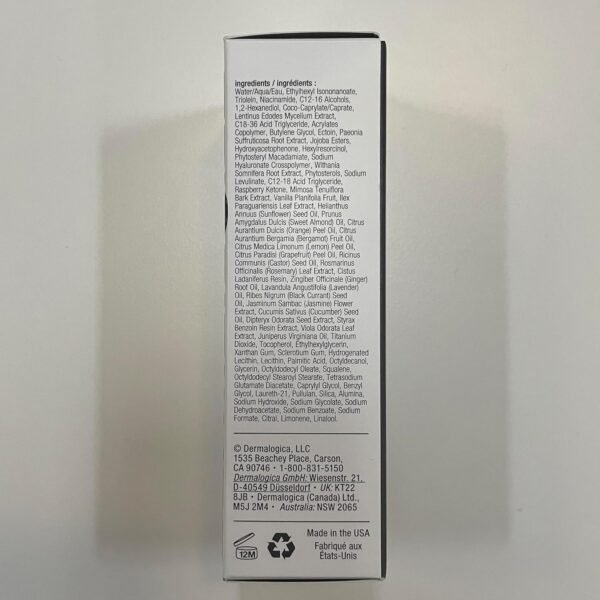 ingredients / ingrédients :
Water/Aqua/Eau, Ethylhexyl Isononanoate,
Triolein, Niacinamide, C12-16 Alcohols,
1,2-Hexanediol, Coco-Caprylate/Caprate,
Lentinus Edodes Mycelium Extract,
C18-36 Acid Triglyceride, Acrylates
Copolymer, Butylene Glycol, Ectoin, Paeonia
Suffruticosa Root Extract, Jojoba Esters,
Hydroxyacetophenone, Hexylresorcinol,
Phytosteryl Macadamiate, Sodium
Hyaluronate Crosspolymer, Withania
Somnifera Root Extract, Phytosterols, Sodium
Levulinate, C12-18 Acid Triglyceride,
Raspberry Ketone, Mimosa Tenuiflora
Bark Extract, Vanilla Planifolia Fruit, Ilex
Paraguariensis Leaf Extract, Helianthus
Annuus (Sunflower) Seed Oil, Prunus
Amygdalus Dulcis (Sweet Almond) Oil, Citrus
Aurantium Dulcis (Orange) Peel Oil, Citrus
Aurantium Bergamia (Bergamot) Fruit Oil,
Citrus Medica Limonum (Lemon) Peel Oil,
Citrus Paradisi (Grapefruit) Peel Oil, Ricinus
Communis (Castor) Seed Oil, Rosmarinus
Officinalis (Rosemary) Leaf Extract, Cistus
Ladaniferus Resin, Zingiber Officinale (Ginger)
Root Oil, Lavandula Angustifolia (Lavender)
Oil, Ribes Nigrum (Black Currant) Seed
Oil, Jasminum Sambac (Jasmine) Flower
Extract, Cucumis Sativus (Cucumber) Seed
Oil, Dipteryx Odorata Seed Extract, Styrax
Benzoin Resin Extract, Viola Odorata Leaf
Extract, Juniperus Virginiana Oil, Titanium
Dioxide, Tocopherol, Ethylhexylglycerin,
Xanthan Gum, Sclerotium Gum, Hydrogenated
Lecithin, Lecithin, Palmitic Acid, Octyldecanol,
Glycerin, Octyldodecyl Oleate, Squalene,
Octyldodecyl Stearoyl Stearate, Tetrasodium
Glutamate Diacetate, Caprylyl Glycol, Benzyl
Glycol, Laureth-21, Pullulan, Silica, Alumina,
Sodium Hydroxide, Sodium Glycolate, Sodium
Dehydroacetate, Sodium Benzoate, Sodium
Formate, Citral, Limonene, Linalool.
© Dermalogica, LLC
1535 Beachey Place, Carson,
CA 90746 • 1-800-831-5150
Dermalogica GmbH: Wiesenstr. 21,
D-40549 Düsseldorf • UK: KT22
8JB • Dermalogica (Canada) Ltd.,
M5J 2M4 • Australia: NSW 2065
12M
Made in the USA
Fabriqué aux
États-Unis